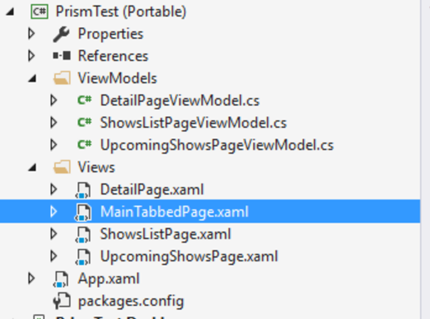 PrismTest (Portable)
Properties
References
ViewModels
C# DetailPageViewModel.cs
C# ShowsListPageViewModel.cs
C# UpcomingShowsPageViewModel.cs
Views
DetailPage.xaml
MainTabbedPage.xaml
ShowsListPage.xaml
UpcomingShowsPage.xaml
App.xaml
packages.config